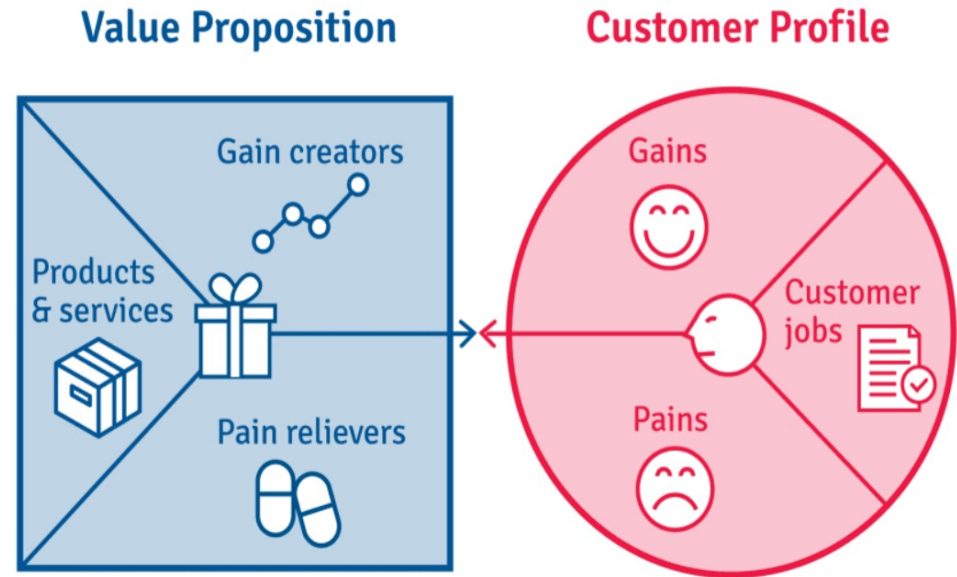 Value Proposition
Customer Profile
Gain creators
Products
& services
Pain relievers
Gains
Customer
jobs
Pains